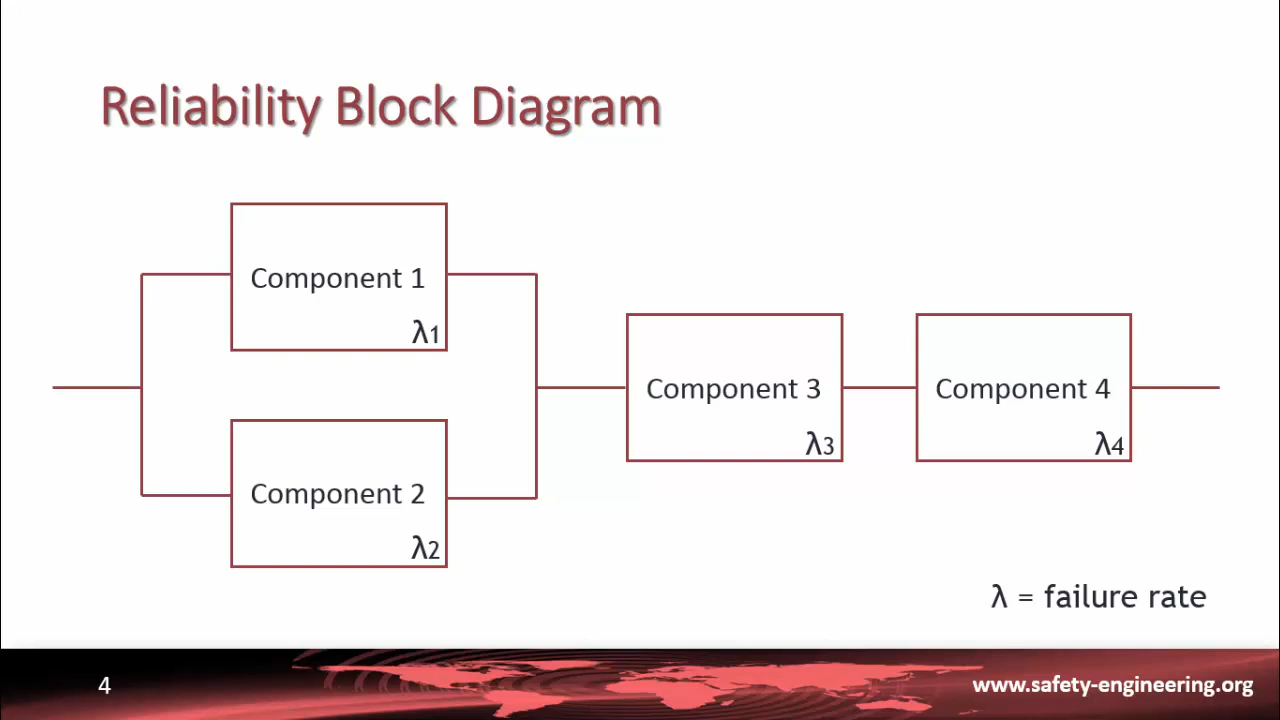 Reliability Block Diagram
Component 1
λ1
Component 2
λ2
Component 3
λ3
Component 4
λ4
λ = failure rate
4
www.safety-engineering.org